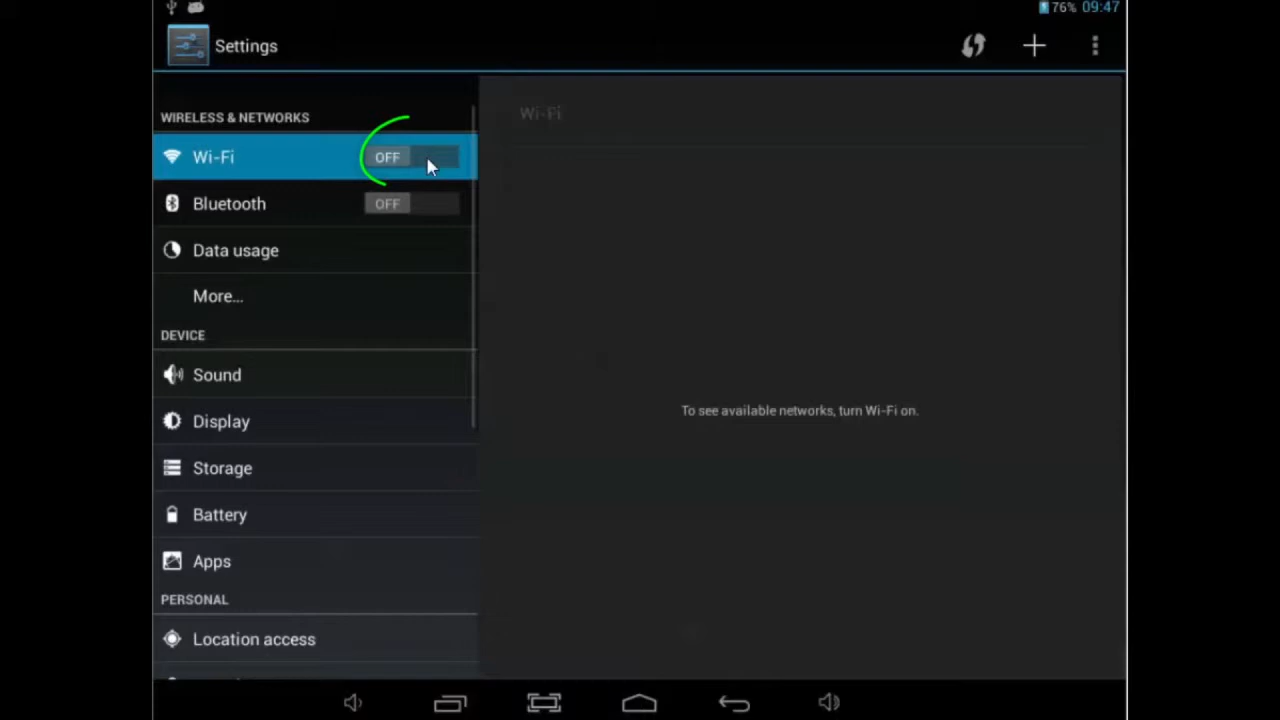 76% 09:47
Settings
WIRELESS & NETWORKS
Wi-Fi OFF
Bluetooth OFF
Data usage
More...
DEVICE
Sound
Display
Storage
Battery
Apps
PERSONAL
Location access
Wi-Fi
To see available networks, turn Wi-Fi on.